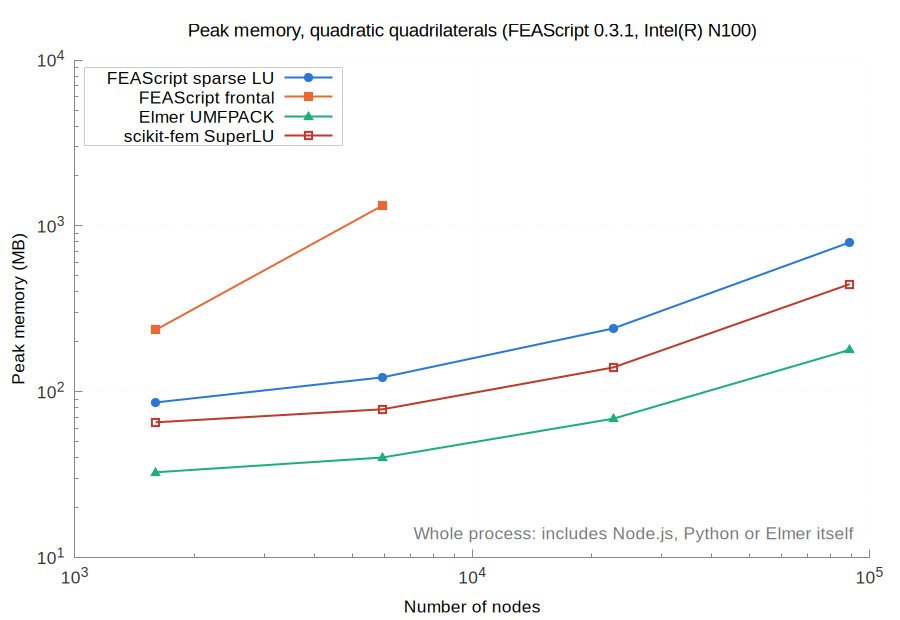 Peak memory, quadratic quadrilaterals (FEAScript 0.3.1, Intel(R) N100)
10^4
FEAScript sparse LU
FEAScript frontal
Elmer UMFPACK
scikit-fem SuperLU
10^3
Peak memory (MB)
10^2
Whole process: includes Node.js, Python or Elmer itself
10^1
10^3 10^4 10^5
Number of nodes